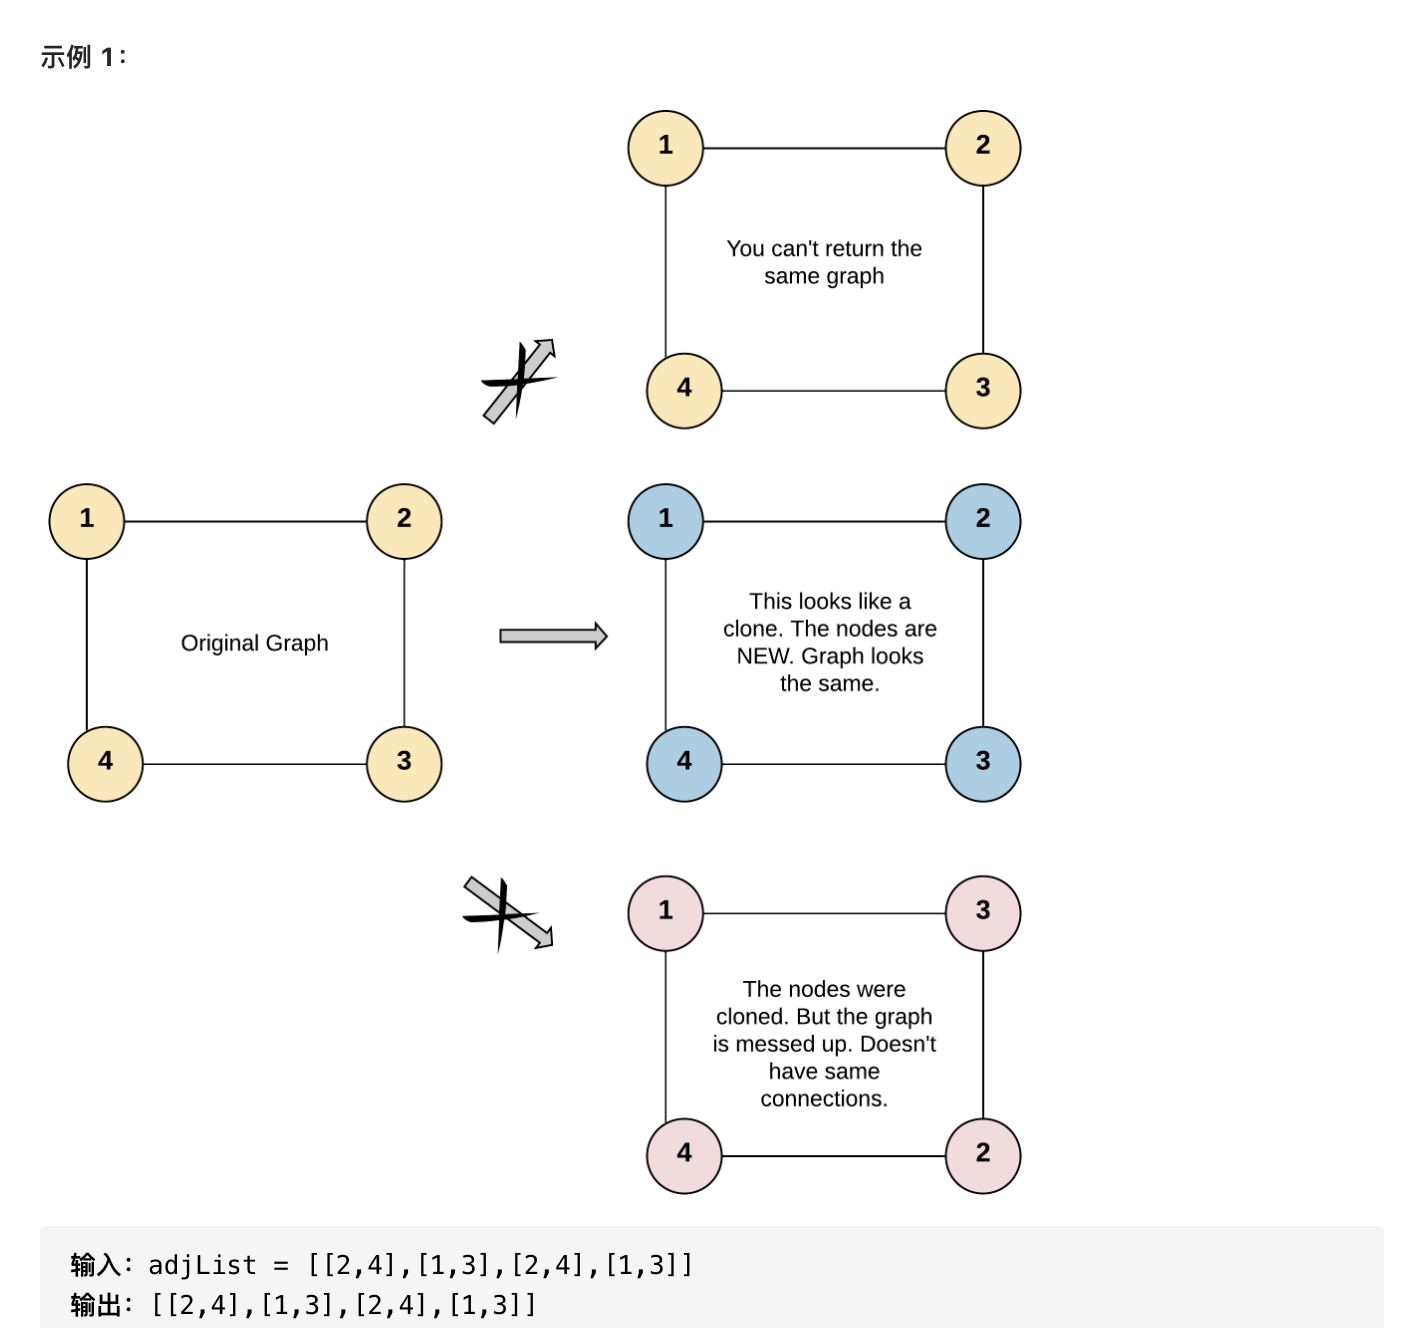 示例 1：
1
2
You can't return the
same graph
4
3
1
2
Original Graph
4
3
1
2
This looks like a
clone. The nodes are
NEW. Graph looks
the same.
4
3
1
3
The nodes were
cloned. But the graph
is messed up. Doesn't
have same
connections.
4
2
输入：adjList = [[2,4],[1,3],[2,4],[1,3]]
输出：[[2,4],[1,3],[2,4],[1,3]]